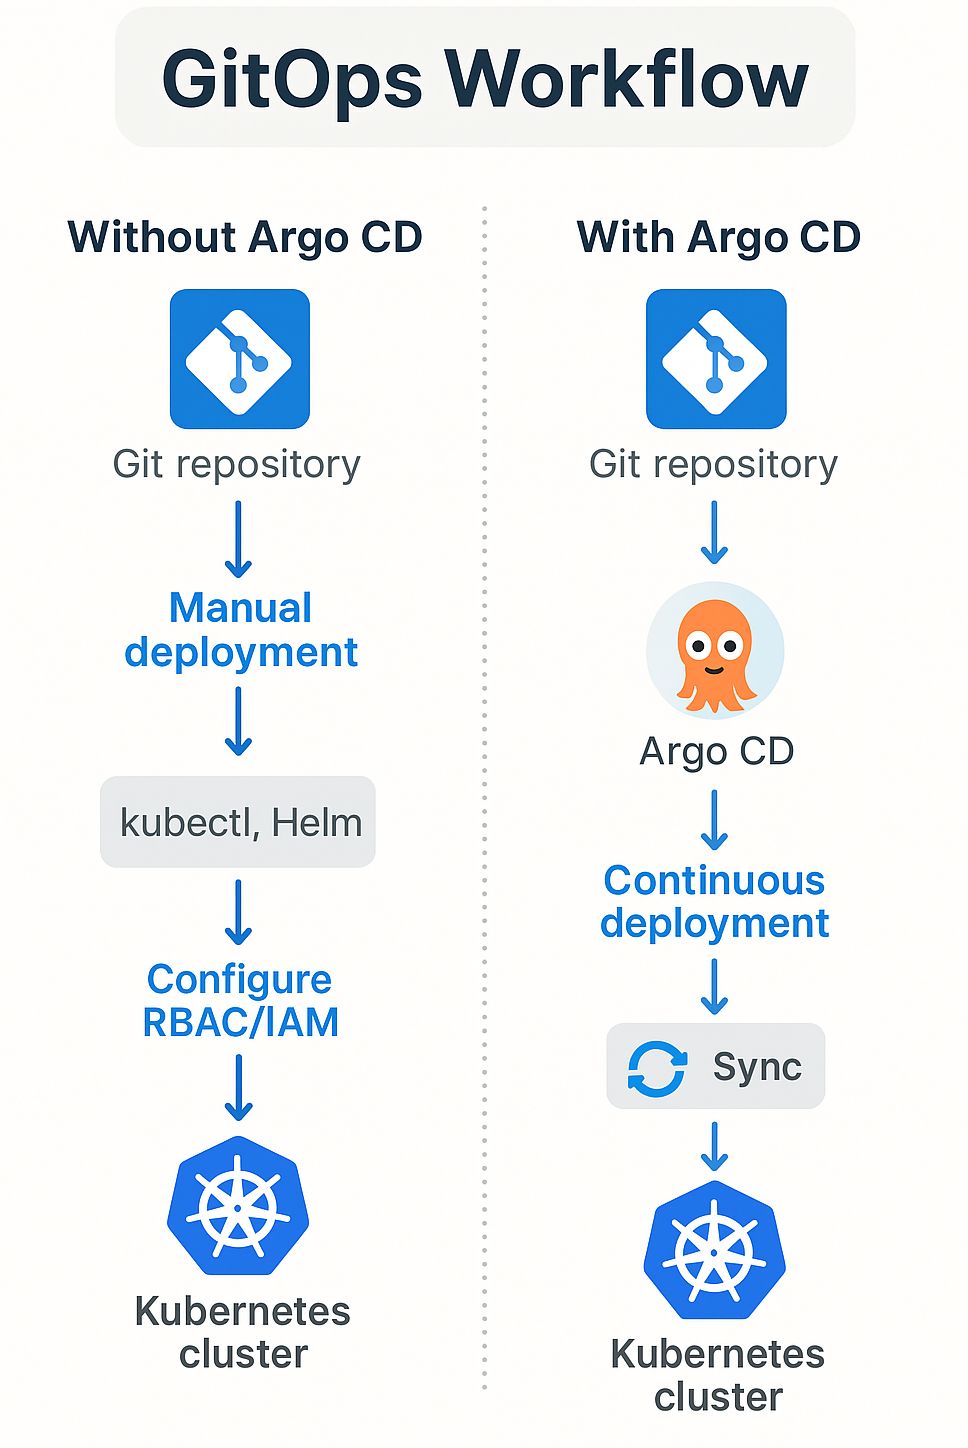 GitOps Workflow
Without Argo CD
Git repository
Manual
deployment
kubectl, Helm
Configure
RBAC/IAM
Kubernetes
cluster
With Argo CD
Git repository
Argo CD
Continuous
deployment
Sync
Kubernetes
cluster